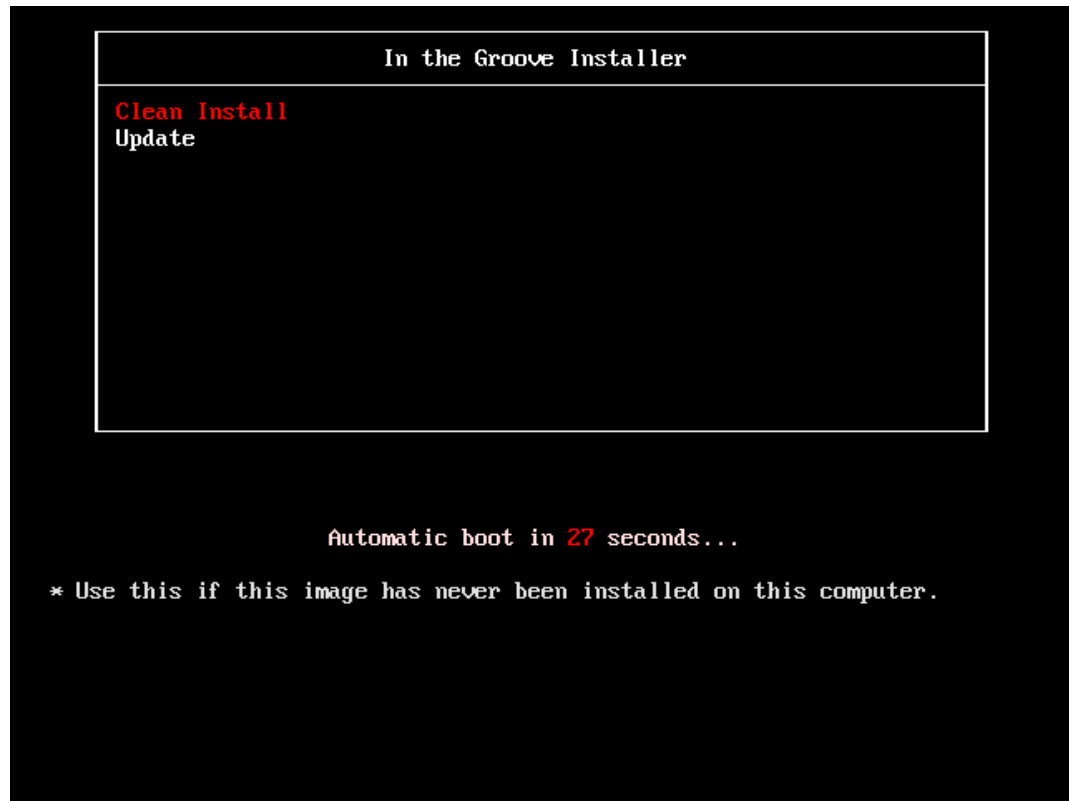 In the Groove Installer
Clean Install
Update
Automatic boot in 27 seconds...
* Use this if this image has never been installed on this computer.